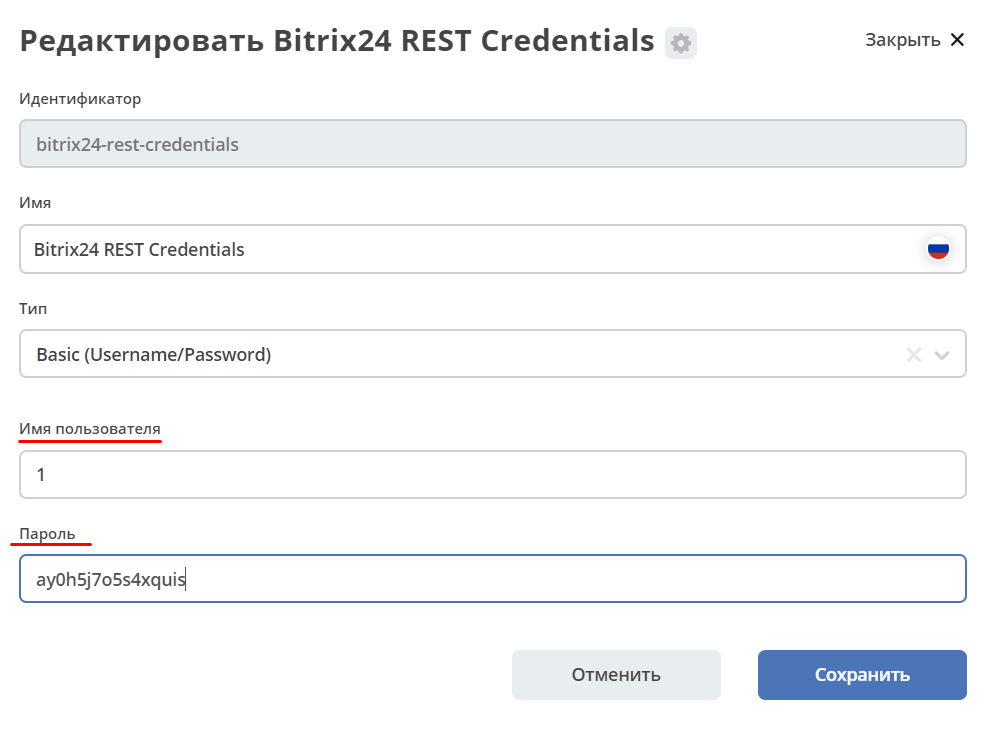 Редактировать Bitrix24 REST Credentials
Закрыть
Идентификатор
bitrix24-rest-credentials
Имя
Bitrix24 REST Credentials
Тип
Basic (Username/Password)
Имя пользователя
1
Пароль
ay0h5j7o5s4xquis
Отменить
Сохранить